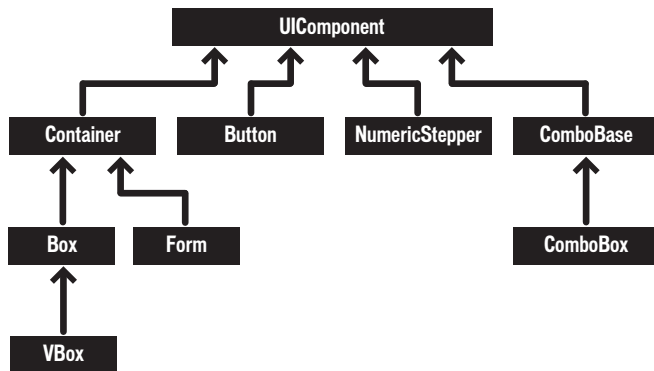 UIComponent
Container
Button
NumericStepper
ComboBase
Box
Form
ComboBox
VBox